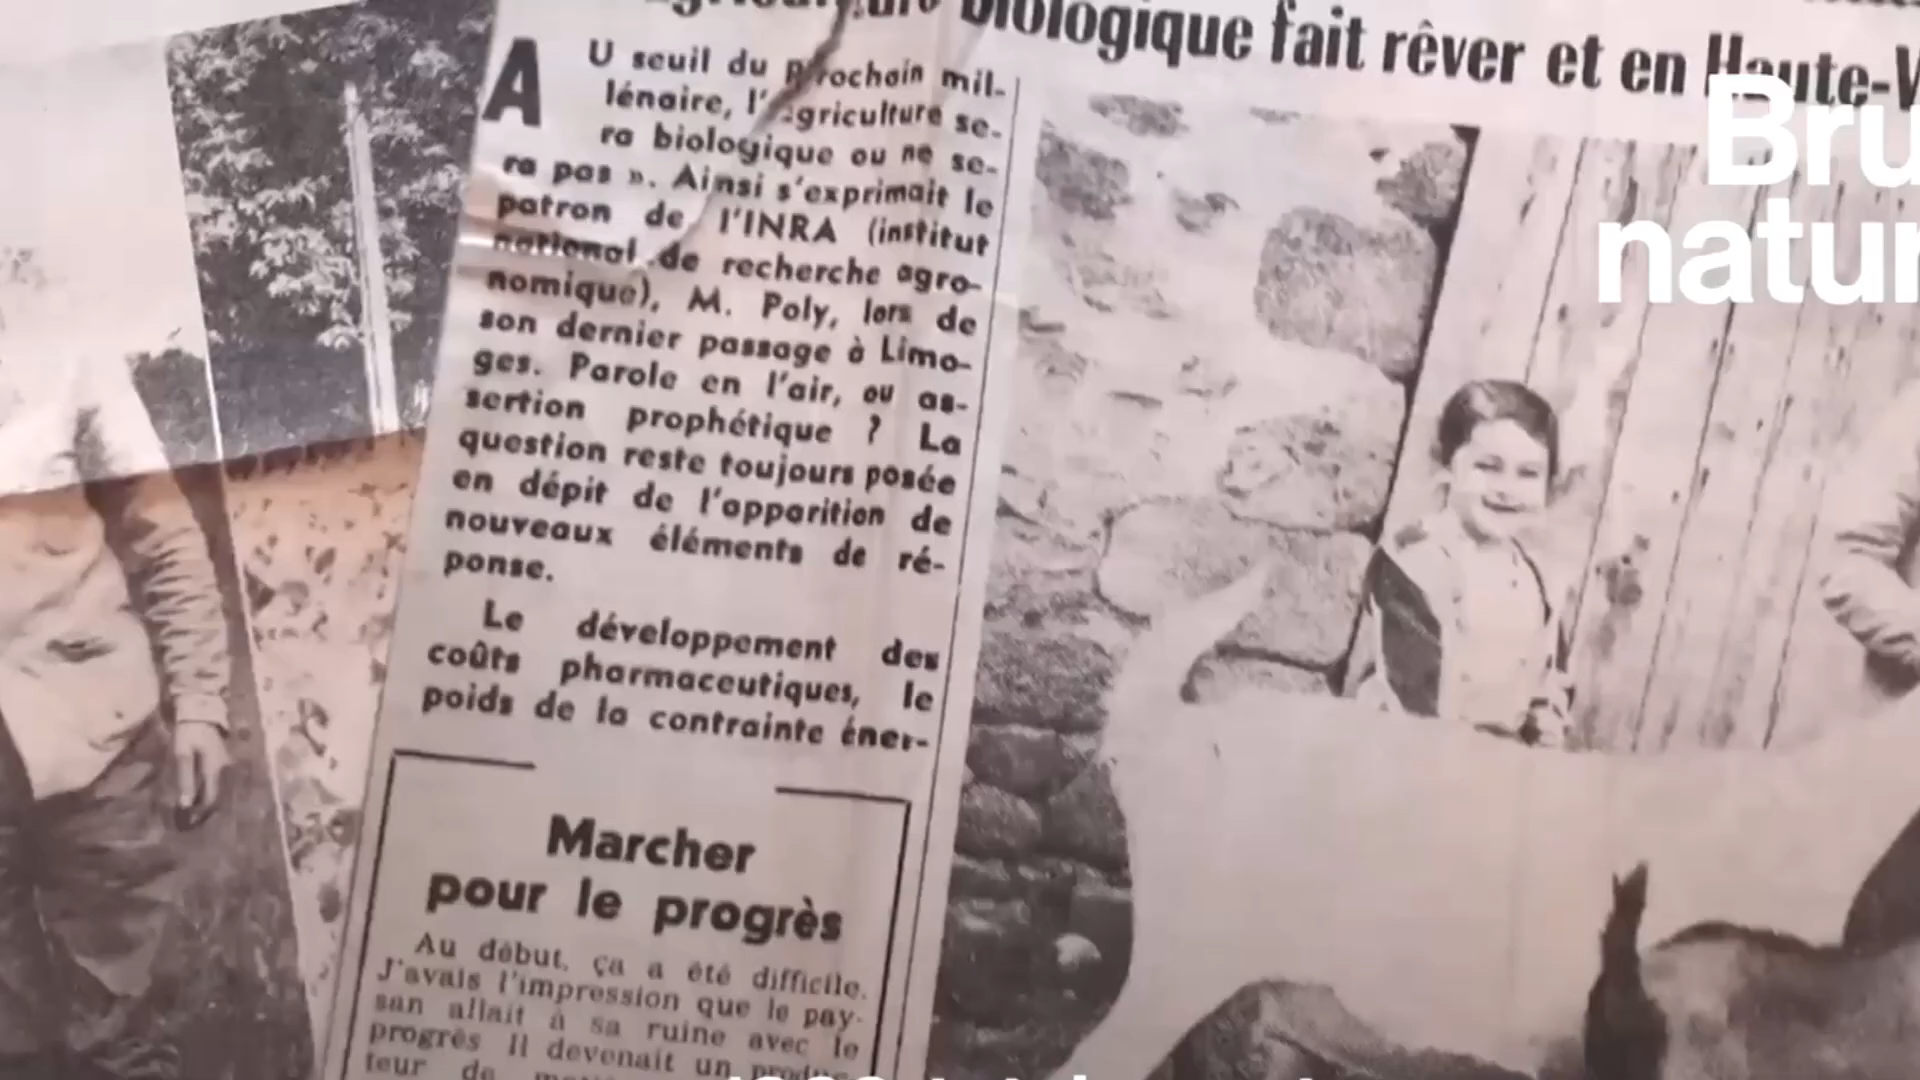 biologique fait rêver et en Haute-V
Bru
natur
AU seuil du prochain mil-
lénaire, l'agriculture se-
ra biologique ou ne se-
ra pas ». Ainsi s'exprimait le
patron de l'INRA (institut
national de recherche agro-
nomique), M. Poly, lors de
son dernier passage à Limo-
ges. Parole en l'air, ou as-
sertion prophétique ? La
question reste toujours posée
en dépit de l'apparition de
nouveaux éléments de ré-
ponse.
Le développement des
coûts pharmaceutiques, le
poids de la contrainte éner-
Marcher
pour le progrès
Au début, ça a été difficile.
J'avais l'impression que le pay-
san allait à sa ruine avec le
progrès Il devenait un produc-
teur de